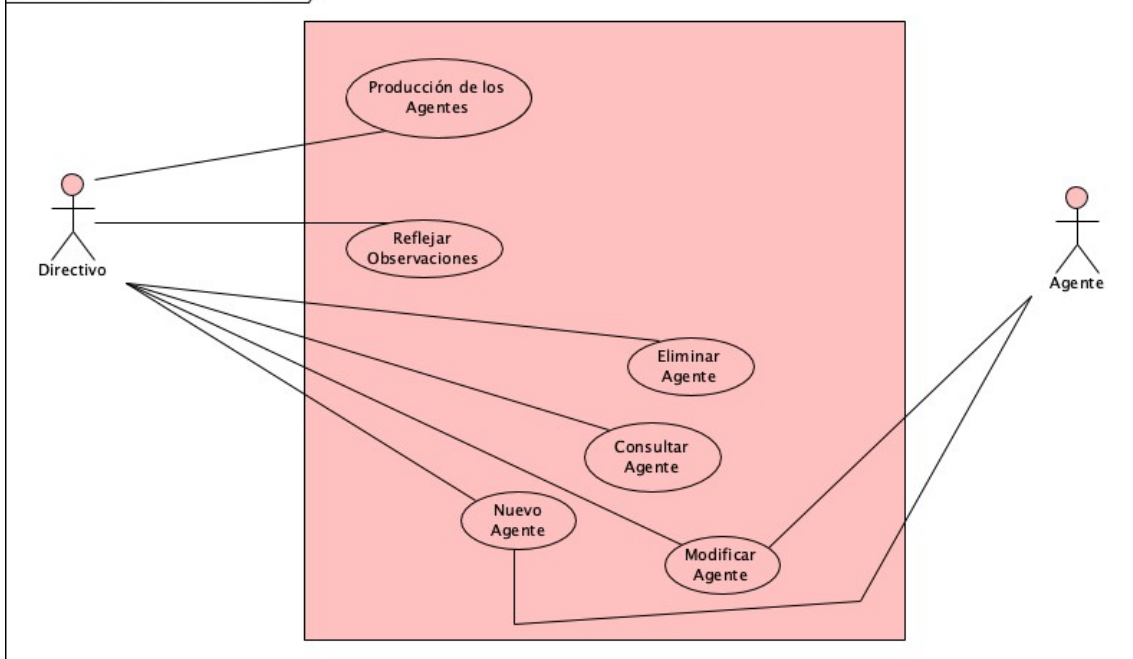 Producción de los
Agentes
Reflejar
Observaciones
Directivo
Agente
Eliminar
Agente
Consultar
Agente
Nuevo
Agente
Modificar
Agente